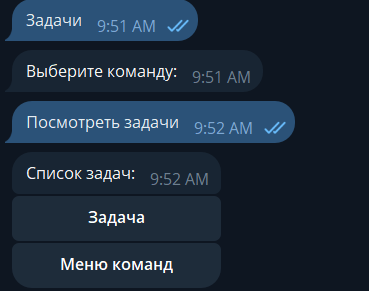 Задачи 9:51 AM
Выберите команду: 9:51 AM
Посмотреть задачи 9:52 AM
Список задач: 9:52 AM
Задача
Меню команд